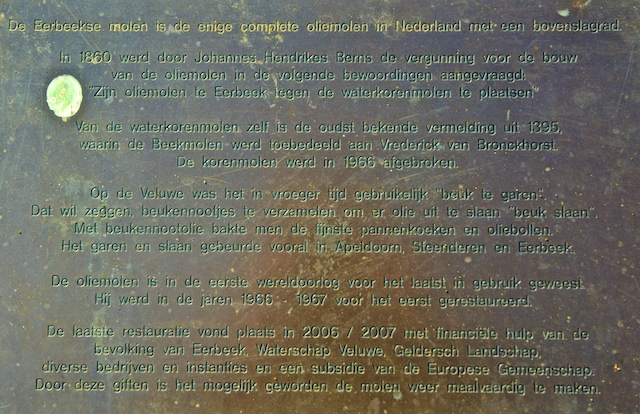 De Eerbeekse molen is de enige complete oliemolen in Nederland met een bovenslagrad.
In 1860 werd door Johannes Hendrikes Berns de vergunning voor de bouw
van de oliemolen in de volgende bewoordingen aangevraagd:
"Zijn oliemolen te Eerbeek tegen de waterkorenmolen te plaatsen"
Van de waterkorenmolen zelf is de oudst bekende vermelding uit 1395,
waarin de Beekmolen werd toebedeeld aan Vrederick van Bronckhorst.
De korenmolen werd in 1966 afgebroken.
Op de Veluwe was het in vroeger tijd gebruikelijk "beuk te garen".
Dat wil zeggen, beukennootjes te verzamelen om er olie uit te slaan "beuk slaan".
Met beukennootolie bakte men de fijnste pannenkoeken en oliebollen.
Het garen en slaan gebeurde vooral in Apeldoorn, Steenderen en Eerbeek.
De oliemolen is in de eerste wereldoorlog voor het laatst in gebruik geweest.
Hij werd in de jaren 1966 - 1967 voor het eerst gerestaureerd.
De laatste restauratie vond plaats in 2006 / 2007 met financiële hulp van de
bevolking van Eerbeek, Waterschap Veluwe, Geldersch Landschap,
diverse bedrijven en instanties en een subsidie van de Europese Gemeenschap.
Door deze giften is het mogelijk geworden de molen weer maalvaardig te maken.